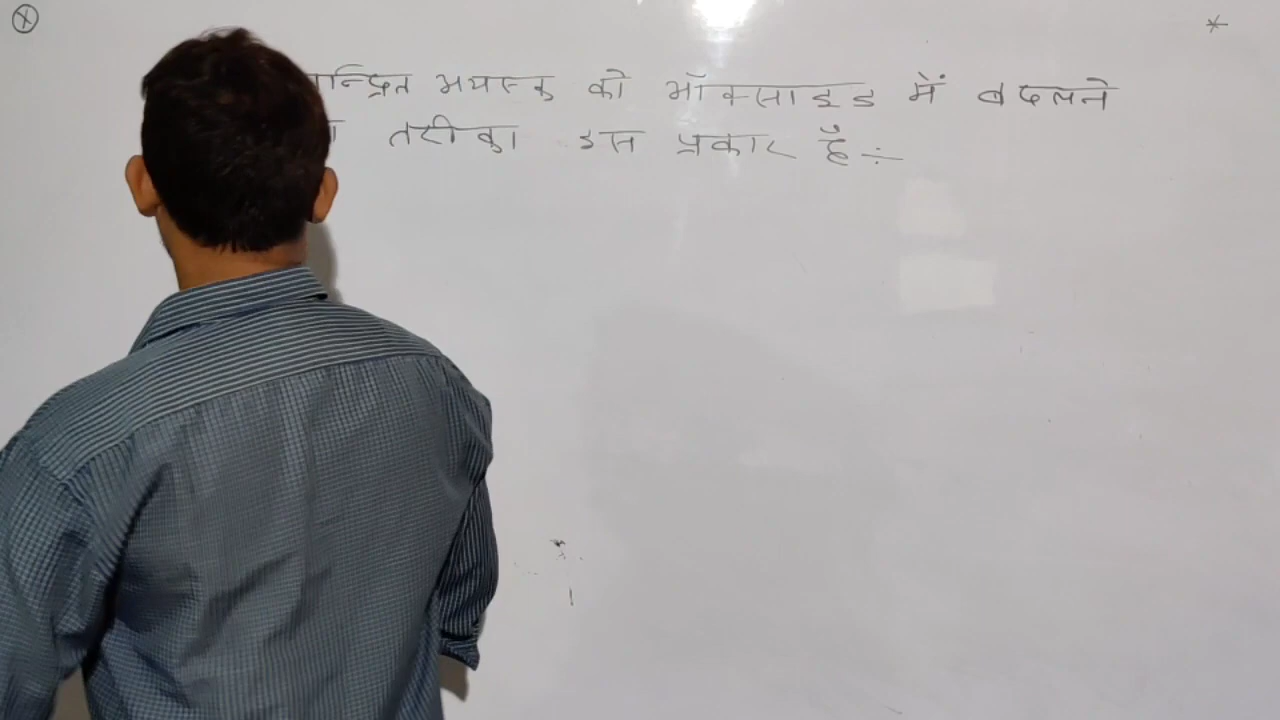 अयस्क को ऑक्साइड में बदलने
तरीका इस प्रकार है :-